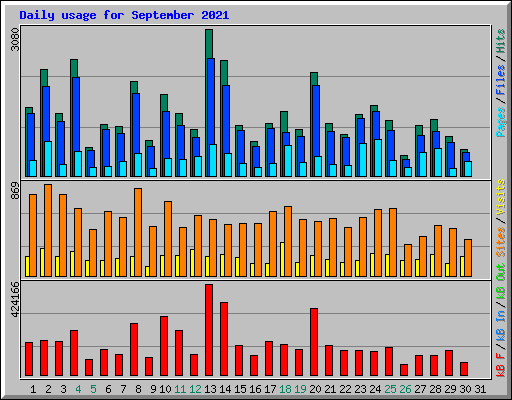 Daily usage for September 2021
3080
Pages / Files / Hits
869
Sites / Visits
424166
kB F / kB In / kB Out
1 2 3 4 5 6 7 8 9 10 11 12 13 14 15 16 17 18 19 20 21 22 23 24 25 26 27 28 29 30 31